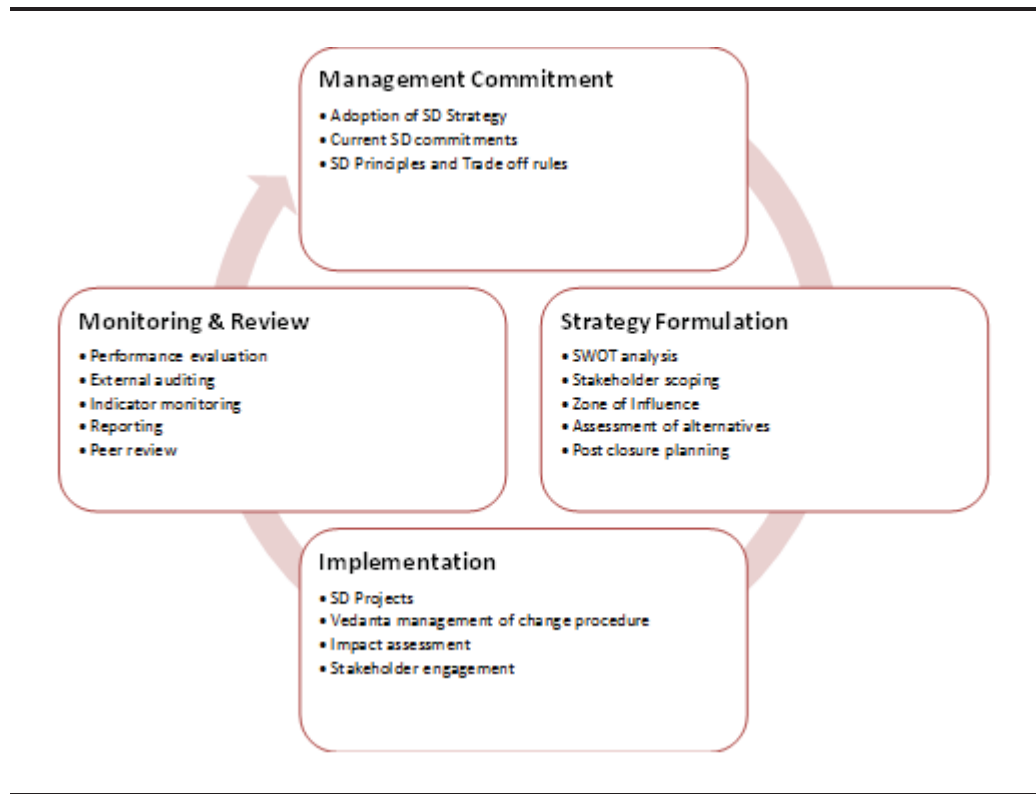 Management Commitment
• Adoption of SD Strategy
• Current SD commitments
• SD Principles and Trade off rules
Monitoring & Review
• Performance evaluation
• External auditing
• Indicator monitoring
• Reporting
• Peer review
Strategy Formulation
• SWOT analysis
• Stakeholder scoping
• Zone of Influence
• Assessment of alternatives
• Post closure planning
Implementation
• SD Projects
• Vedanta management of change procedure
• Impact assessment
• Stakeholder engagement